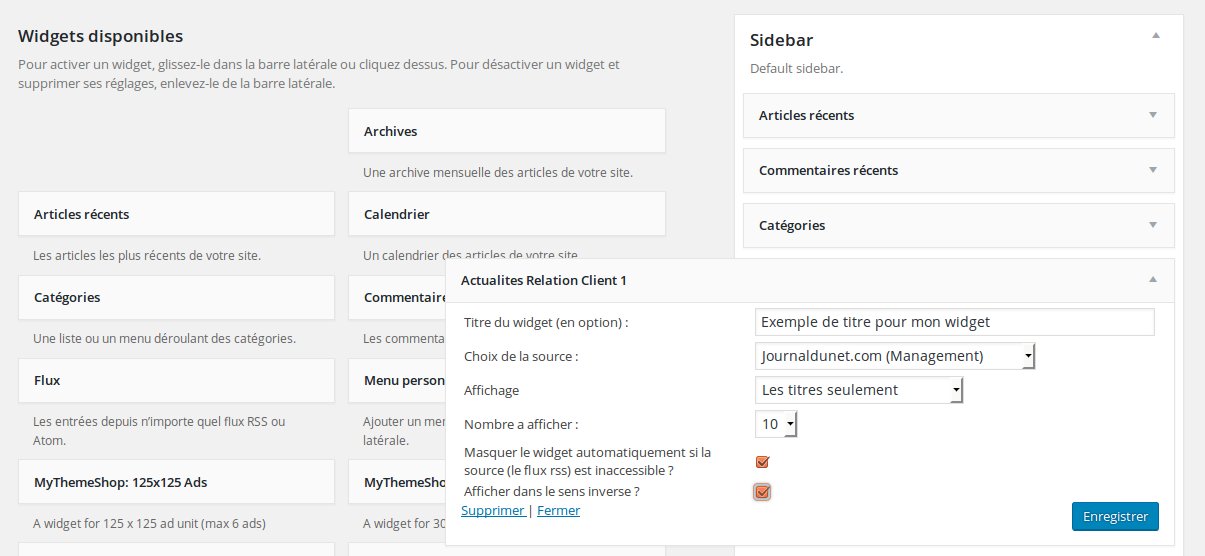 Widgets disponibles
Pour activer un widget, glissez-le dans la barre latérale ou cliquez dessus. Pour désactiver un widget et
supprimer ses réglages, enlevez-le de la barre latérale.
Archives
Une archive mensuelle des articles de votre site.
Articles récents
Calendrier
Les articles les plus récents de votre site.
Un calendrier des articles de votre site
Catégories
Commentaire
Une liste ou un menu déroulant des catégories.
Les commenta
Flux
Menu person
Les entrées depuis n’importe quel flux RSS ou
Atom.
Ajouter un men
latérale.
MyThemeShop: 125x125 Ads
MyThemeSho
A widget for 125 x 125 ad unit (max 6 ads)
A widget for 30
Sidebar
Default sidebar.
Articles récents
Commentaires récents
Catégories
Actualites Relation Client 1
Titre du widget (en option) :
Exemple de titre pour mon widget
Choix de la source :
Journaldunet.com (Management)
Affichage
Les titres seulement
Nombre a afficher :
10
Masquer le widget automatiquement si la
source (le flux rss) est inaccessible ?
Afficher dans le sens inverse ?
Supprimer | Fermer
Enregistrer